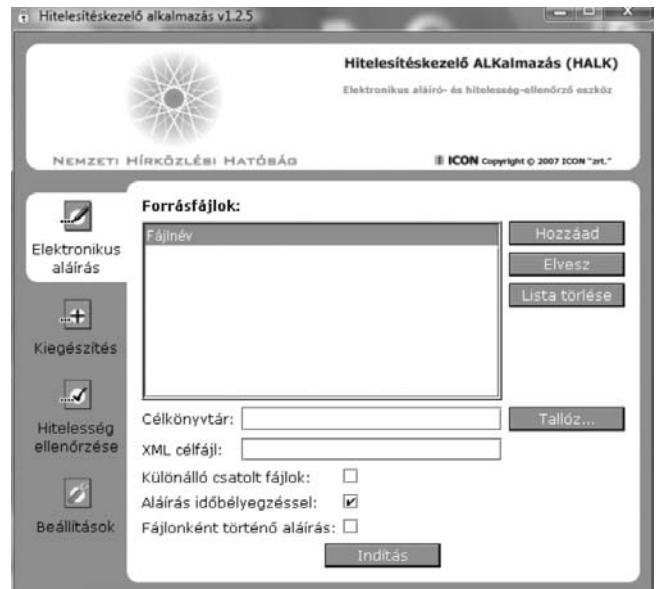 Hitelesítéskezelő alkalmazás v1.2.5
Hitelesítéskezelő ALKalmazás (HALK)
Elektronikus aláíró- és hitelesség-ellenőrző eszköz
NEMZETI HÍRKÖZLÉSI HATÓSÁG
ICON Copyright © 2007 ICON "zrt."
Elektronikus
aláírás
Kiegészítés
Hitelesség
ellenőrzése
Beállítások
Forrásfájlok:
Fájlnév
Hozzáad
Elvesz
Lista törlése
Célkönyvtár:
Tallóz...
XML célfájl:
Különálló csatolt fájlok:
Aláírás időbélyegzéssel:
Fájlonként történő aláírás:
Indítás